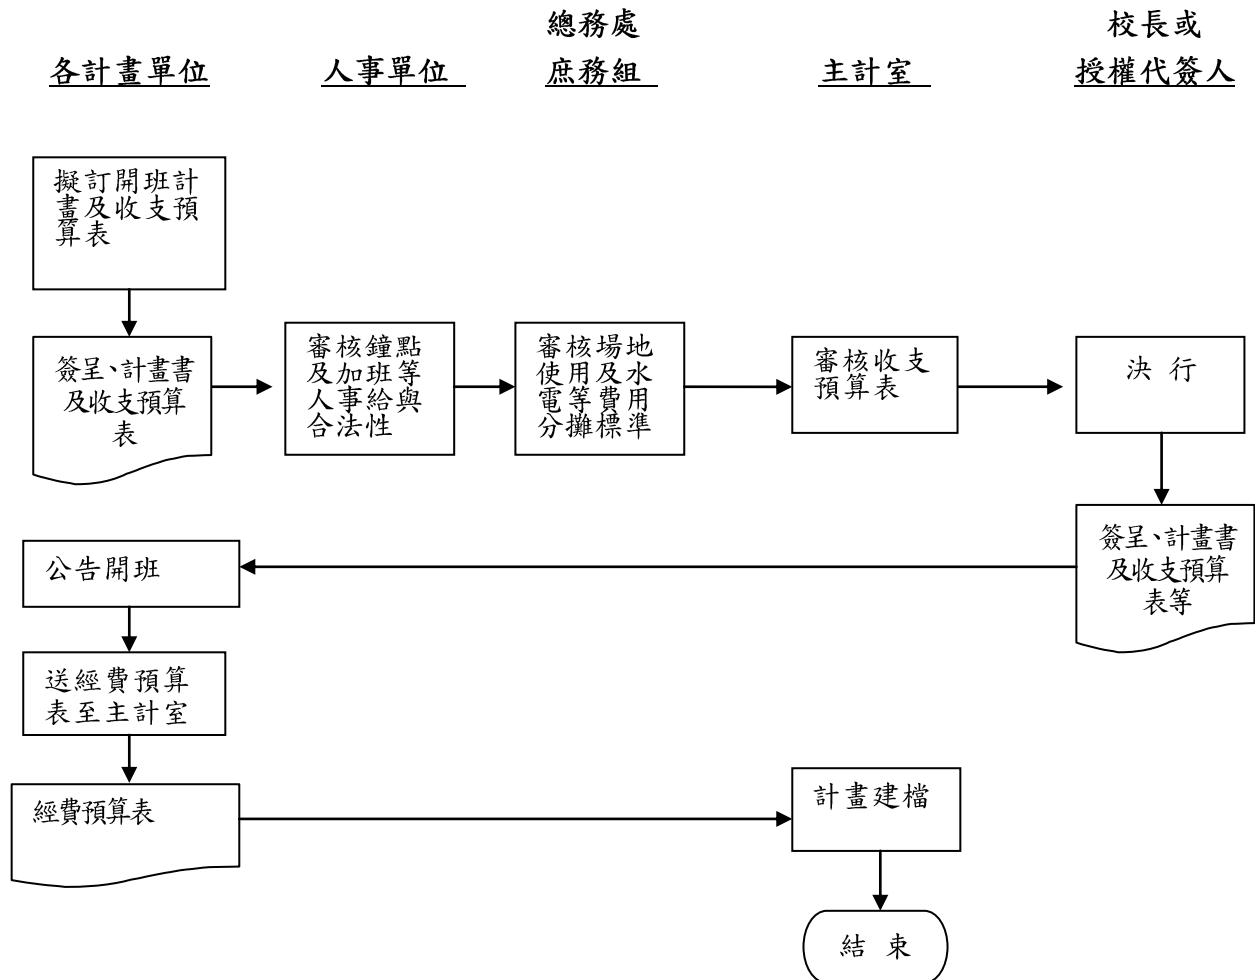 總務處
校長或
各計畫單位
人事單位
庶務組
主計室
授權代簽人
擬訂開班計
畫及收支預
算表
簽呈、計畫書
及收支預算
表
審核鐘點
及加班等
人事給與
合法性
審核場地
使用及水
電等費用
分攤標準
審核收支
預算表
決 行
簽呈、計畫書
及收支預算
表等
公告開班
送經費預算
表至主計室
經費預算表
計畫建檔
結 束